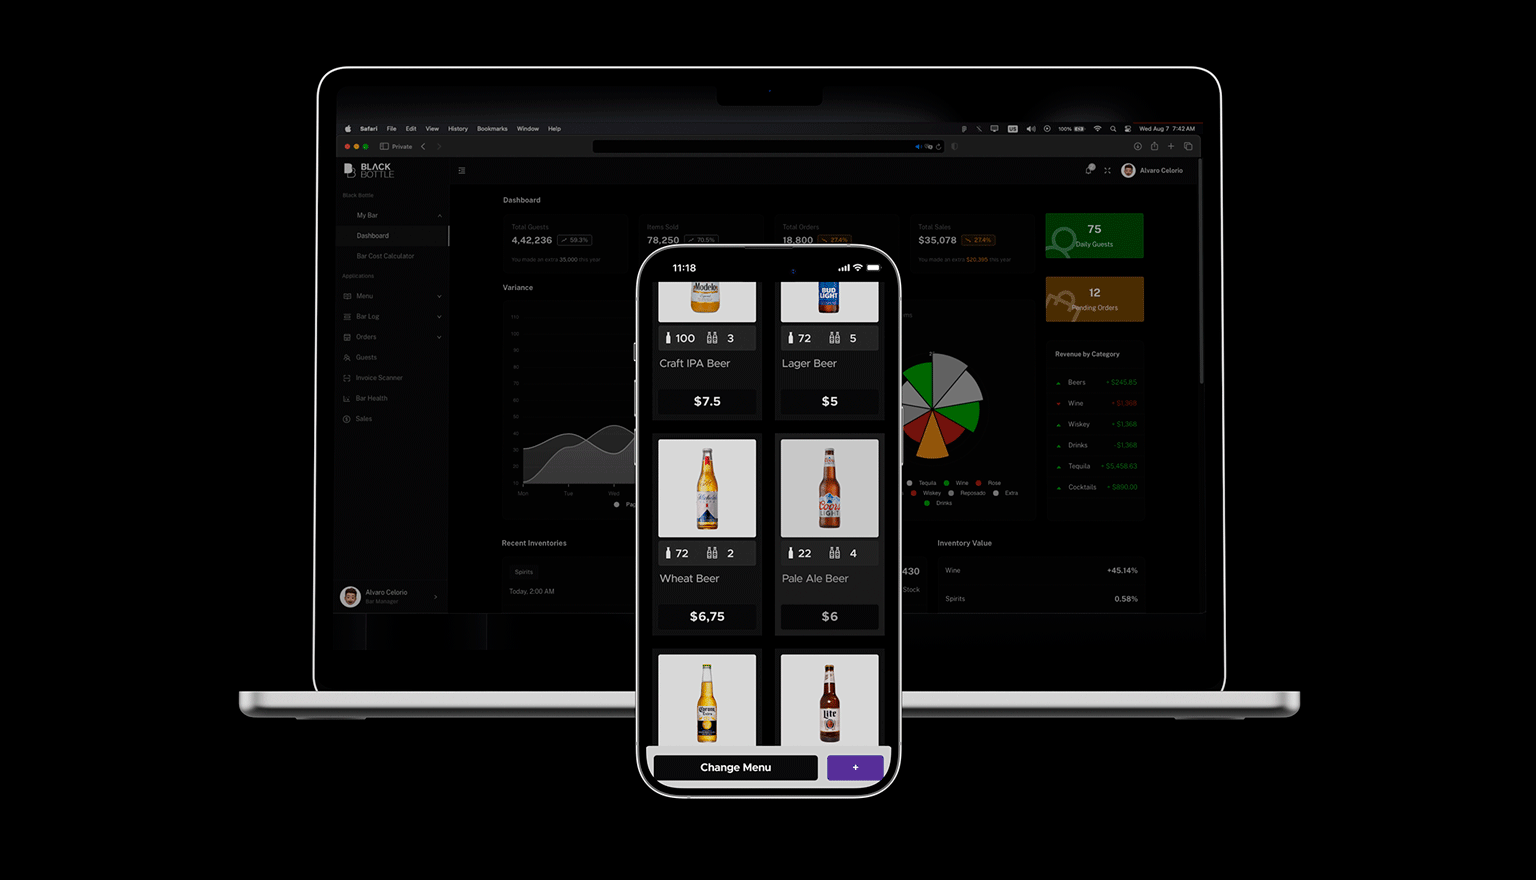 Safari File Edit View History Bookmarks Window Help
US 100% Wed Aug 7 7:42 AM
Private
BLACK
BOTTLE
Alvaro Celorio
Black Bottle
My Bar
Dashboard
Bar Cost Calculator
Applications
Menu
Bar Log
Orders
Guests
Invoice Scanner
Bar Health
Sales
Alvaro Celorio
Bar Manager
Dashboard
Total Guests
4,42,236 59.3%
You made an extra 35,000 this year
Items Sold
78,250 70.5%
Total Orders
18,800 27.4%
Total Sales
$35,078 27.4%
You made an extra $20,395 this year
75
Daily Guests
12
Pending Orders
Variance
110
100
90
80
70
60
50
40
30
20
10
Mon Tue Wed
Revenue by Category
Beers + $245.85
Wine + $1,368
Wiskey + $1,368
Drinks -$1,368
Tequila + $5,458.63
Cocktails + $890.00
Tequila Wine Rose
Wiskey Reposado Extra
Drinks
Recent Inventories
Spirits
Today, 2:00 AM
430
Stock
Inventory Value
Wine +45.14%
Spirits 0.58%
11:18
Modelo
BUD
LIGHT
100 3
Craft IPA Beer
$7.5
72 5
Lager Beer
$5
72 2
Wheat Beer
$6,75
Coors
LIGHT
22 4
Pale Ale Beer
$6
Corona
Extra
Lite
Change Menu +